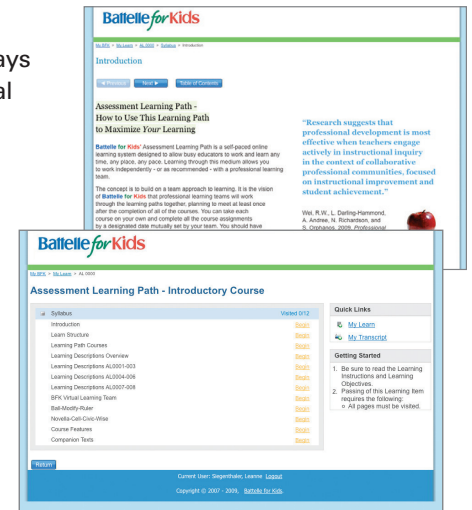 ays
al
Battelle for Kids
My BFK > My Learn > AL 0003 > Syllabus > Introduction
Introduction
◄ Previous Next ► Table of Contents
Assessment Learning Path -
How to Use This Learning Path
to Maximize Your Learning
Battelle for Kids' Assessment Learning Path is a self-paced online
learning system designed to allow busy educators to work and learn any
time, any place, any pace. Learning through this medium allows you
to work independently - or as recommended - with a professional learning
team.
The concept is to build on a team approach to learning. It is the vision
of Battelle for Kids that professional learning teams will work
through the learning paths together, planning to meet at least once
after the completion of all of the courses. You can take each
course on your own and complete all the course assignments
by a designated date mutually set by your team. You should have
"Research suggests that
professional development is most
effective when teachers engage
actively in instructional inquiry
in the context of collaborative
professional communities, focused
on instructional improvement and
student achievement."
Wei, R.W., L. Darling-Hammond,
A. Andree, N. Richardson, and
S. Orphanos, 2009. Professional
Battelle for Kids
My BFK > My Learn > AL 0003
Assessment Learning Path - Introductory Course
Syllabus Visited 0/12
Introduction Begin
Learn Structure Begin
Learning Path Courses Begin
Learning Descriptions Overview Begin
Learning Descriptions AL0001-003 Begin
Learning Descriptions AL0004-006 Begin
Learning Descriptions AL0007-008 Begin
BFK Virtual Learning Team Begin
Ball-Modify-Ruler Begin
Novella-Cell-Civic-Wise Begin
Course Features Begin
Companion Texts Begin
Quick Links
My Learn
My Transcript
Getting Started
1. Be sure to read the Learning
Instructions and Learning
Objectives.
2. Passing of this Learning Item
requires the following:
o All pages must be visited.
Return
Current User: Siegenthaler, Leanne Logout
Copyright © 2007 - 2009, Battelle for Kids.